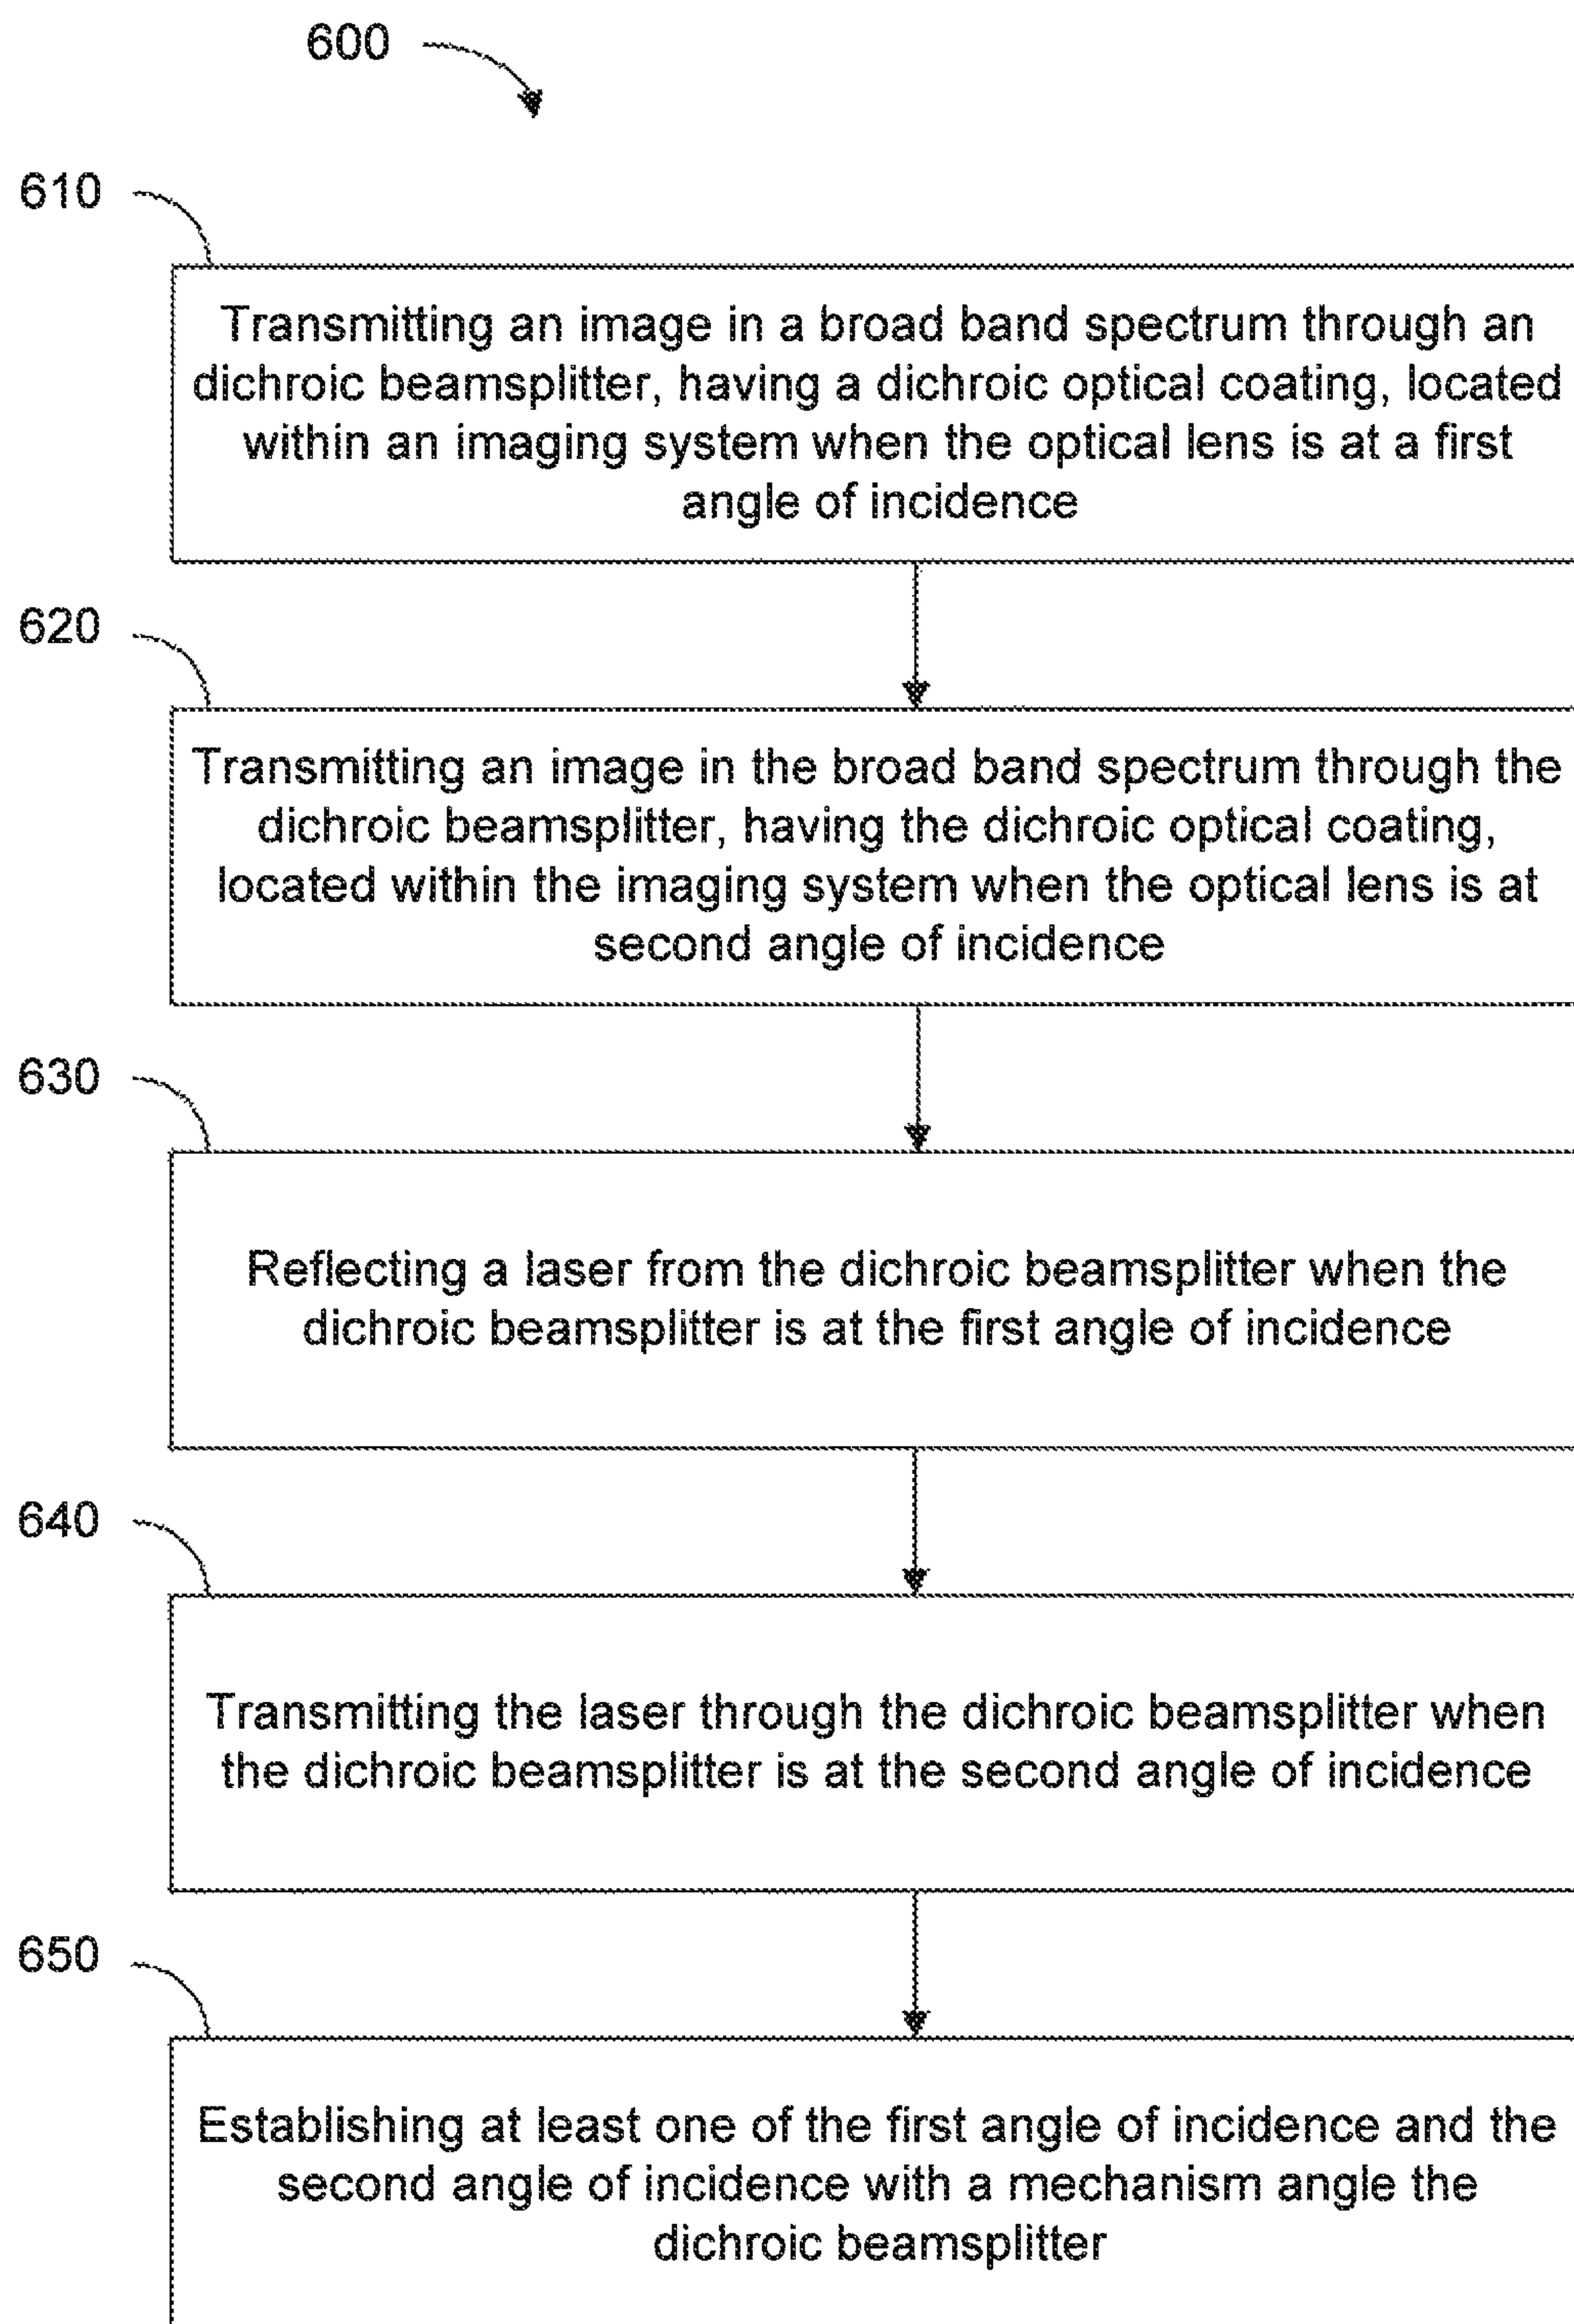 600
610
Transmitting an image in a broad band spectrum through an
dichroic beamsplitter, having a dichroic optical coating, located
within an imaging system when the optical lens is at a first
angle of incidence
620
Transmitting an image in the broad band spectrum through the
dichroic beamsplitter, having the dichroic optical coating,
located within the imaging system when the optical lens is at
second angle of incidence
630
Reflecting a laser from the dichroic beamsplitter when the
dichroic beamsplitter is at the first angle of incidence
640
Transmitting the laser through the dichroic beamsplitter when
the dichroic beamsplitter is at the second angle of incidence
650
Establishing at least one of the first angle of incidence and the
second angle of incidence with a mechanism angle the
dichroic beamsplitter